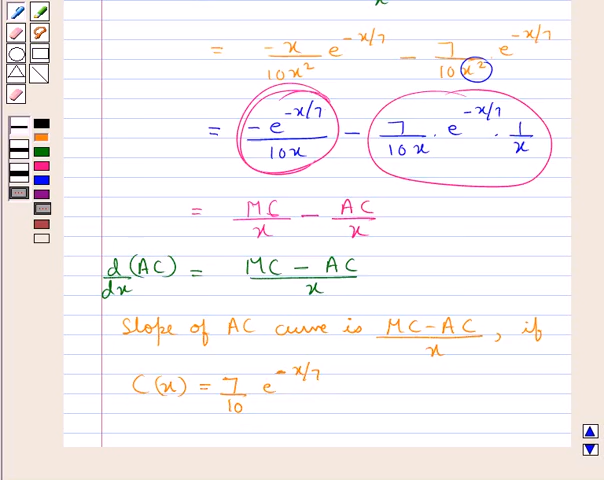 = -x/10x² e^(-x/7) - 7/10x² e^(-x/7)
= -e^(-x/7)/10x - 7/10x · e^(-x/7) · 1/x
= MC/x - AC/x
d/dx (AC) = MC - AC/x
Slope of AC curve is MC-AC/x, if
C(x) = 7/10 e^(-x/7)